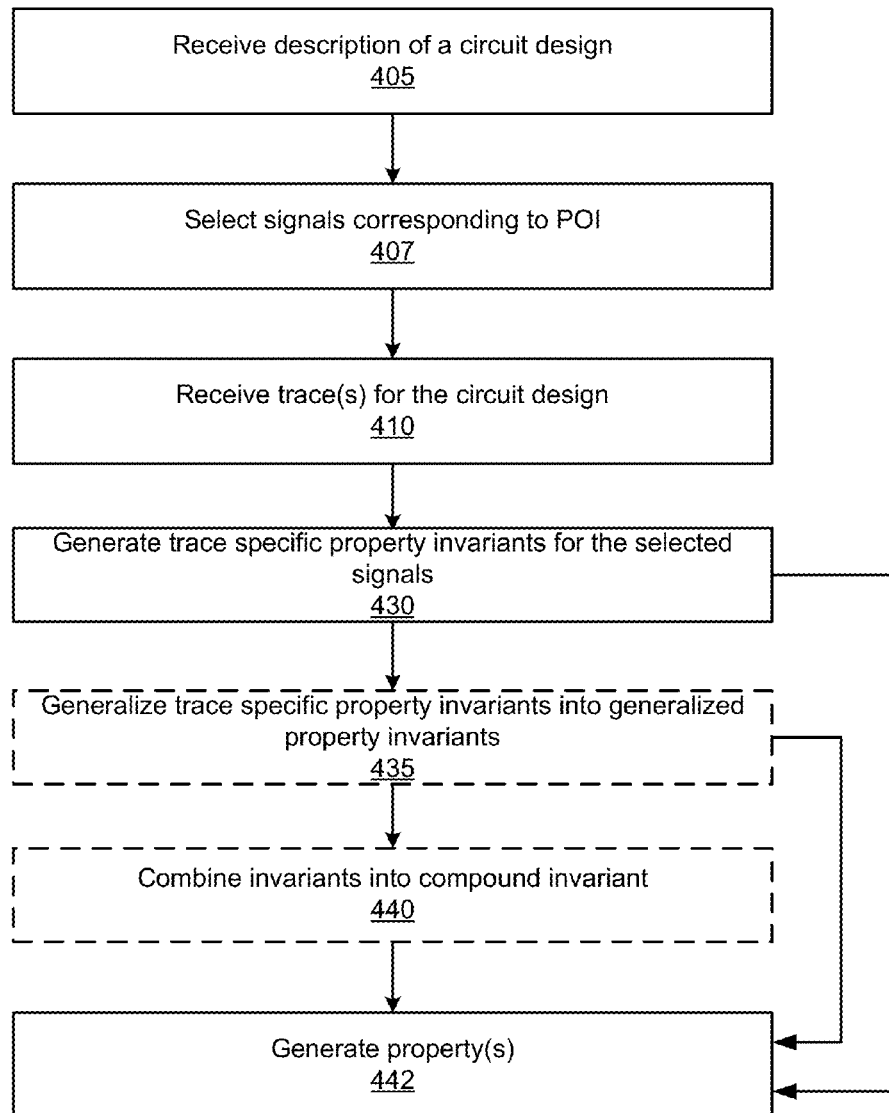 Receive description of a circuit design
405
Select signals corresponding to POI
407
Receive trace(s) for the circuit design
410
Generate trace specific property invariants for the selected
signals
430
Generalize trace specific property invariants into generalized
property invariants
435
Combine invariants into compound invariant
440
Generate property(s)
442